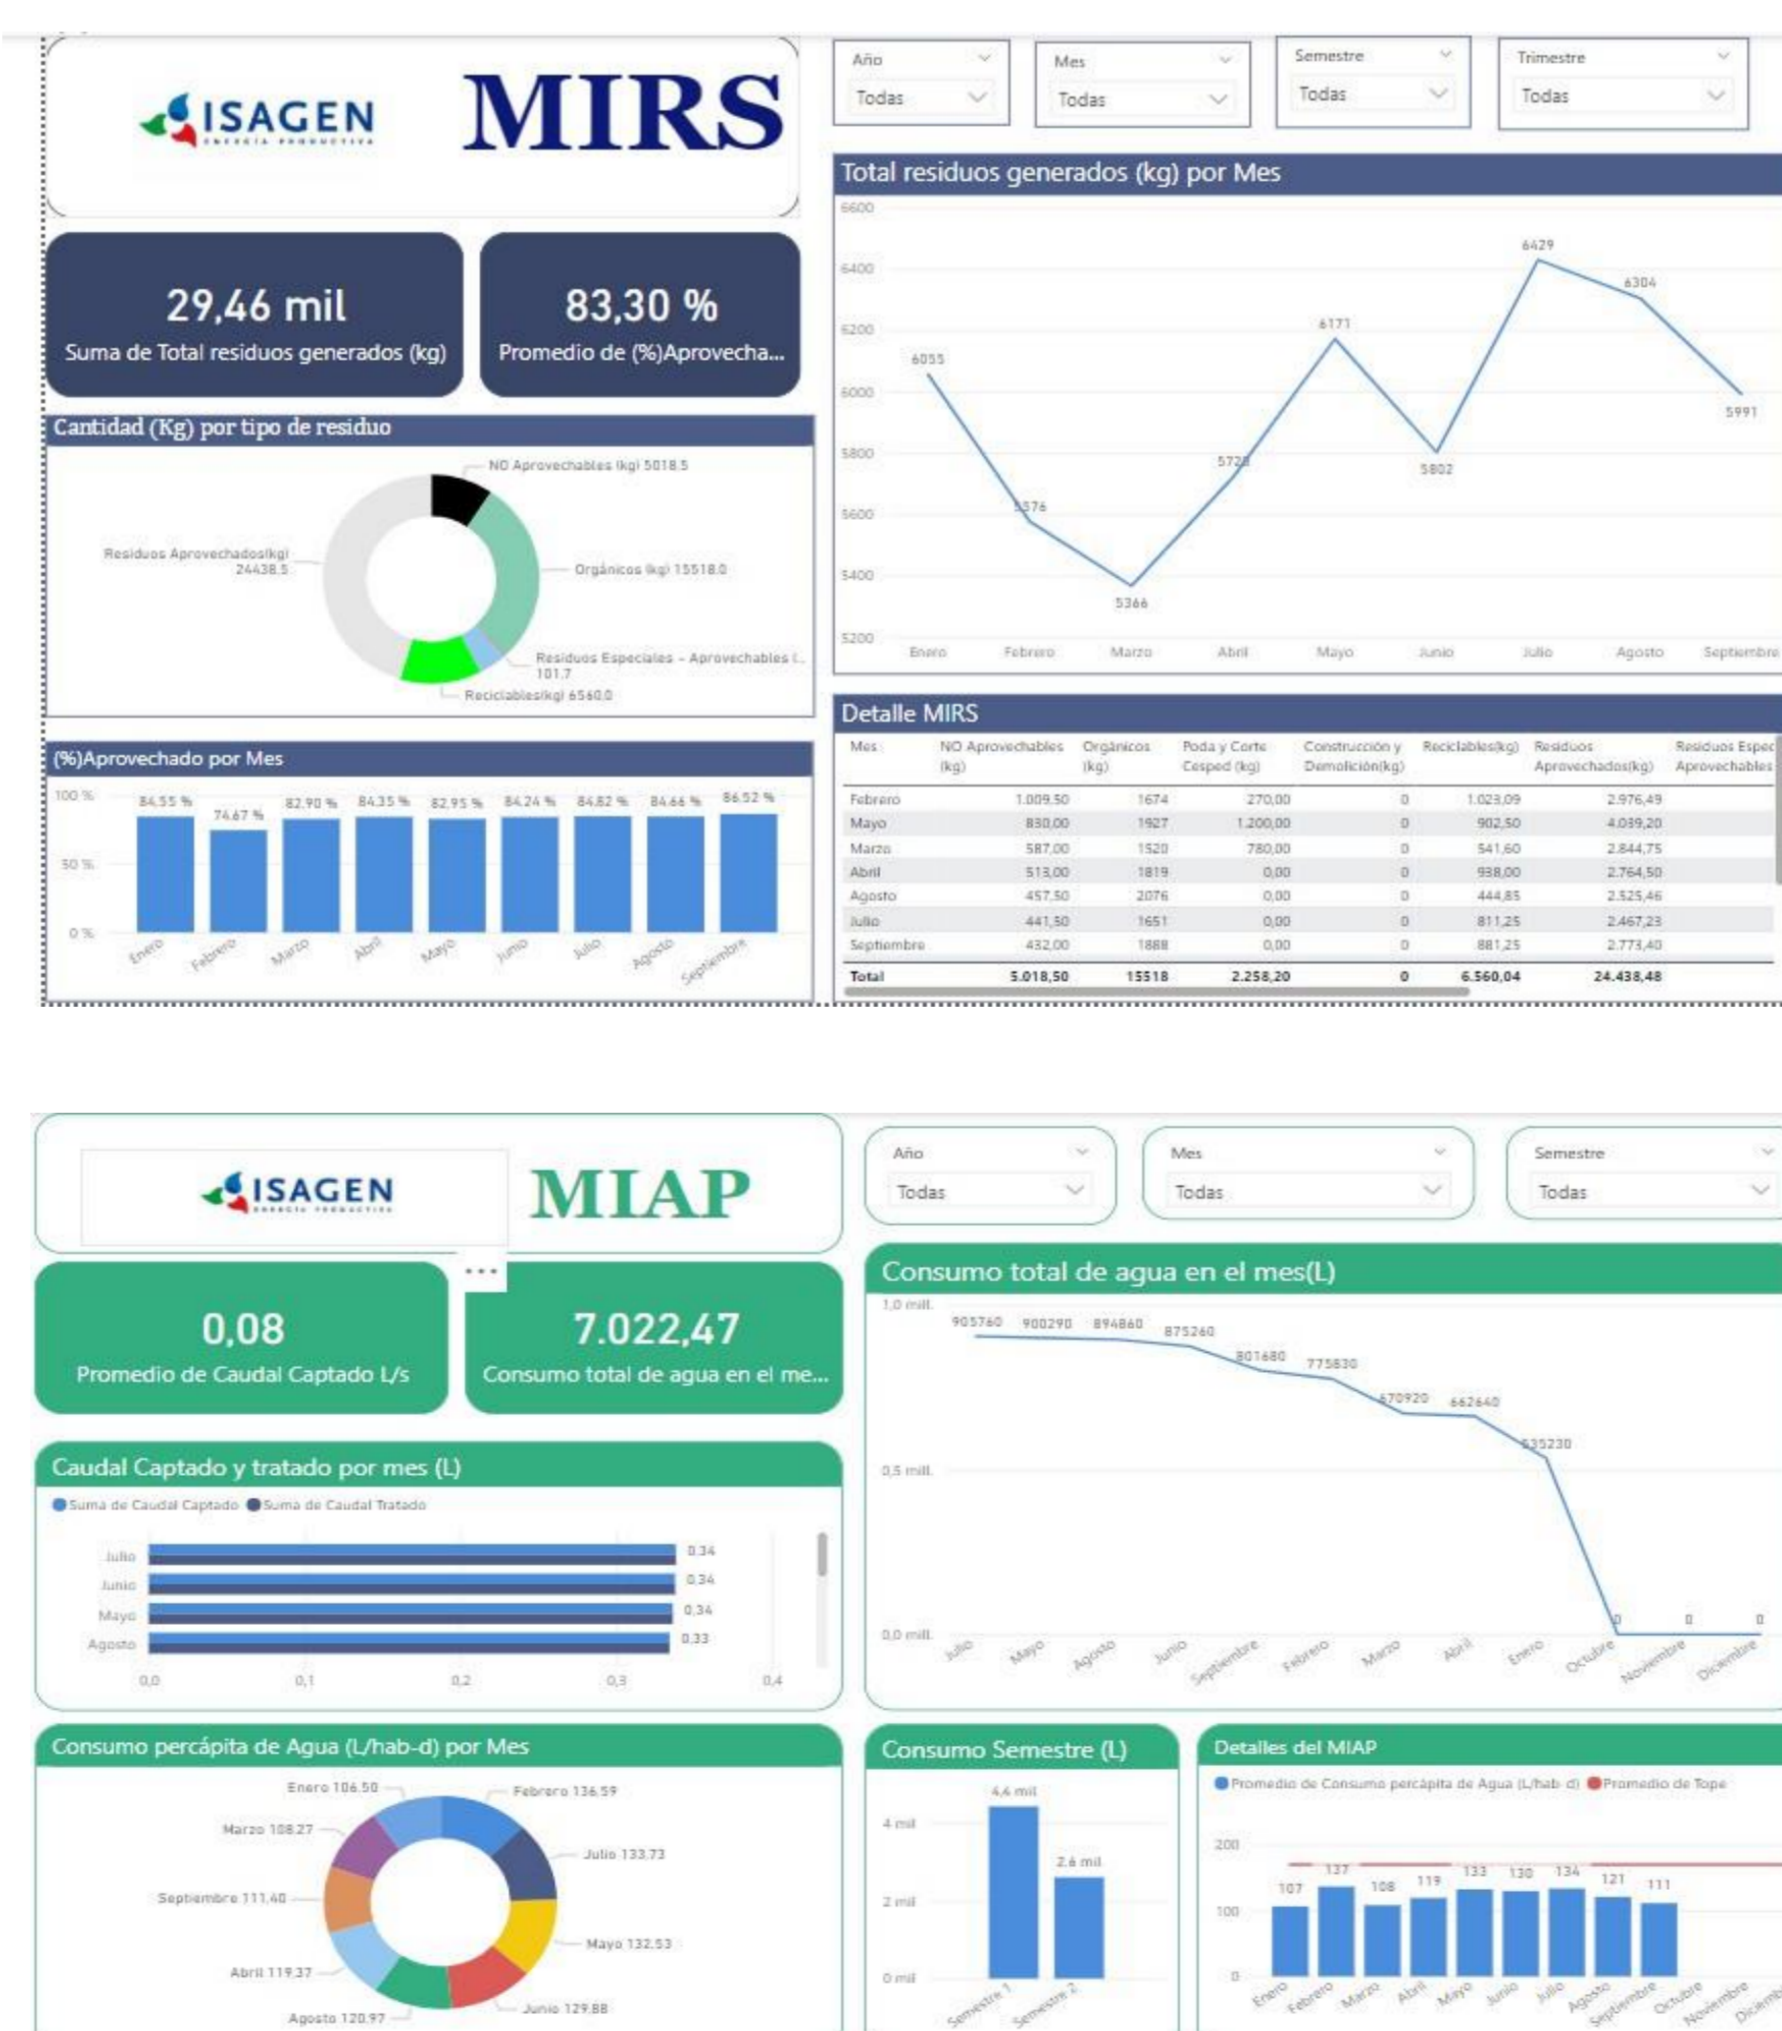 ISAGEN
ENERGÍA PRODUCTIVA
MIRS
Año
Todas
Mes
Todas
Semestre
Todas
Trimestre
Todas
29,46 mil
Suma de Total residuos generados (kg)
83,30 %
Promedio de (%)Aprovecha...
Total residuos generados (kg) por Mes
6600
6400
6200
6000
5800
5600
5400
5200
6055
5576
5366
6171
5802
6429
6304
5991
Enero Febrero Marzo Abril Mayo Junio Julio Agosto Septiembre
Cantidad (Kg) por tipo de residuo
NO Aprovechables (kg) 5018.5
Residuos Aprovechados(kg)
24438.5
Orgánicos (kg) 15518.0
Residuos Especiales - Aprovechables (...
101.7
Reciclables(kg) 6560.0
(%)Aprovechado por Mes
100 %
50 %
0 %
84,55 % 74,67 % 82,90 % 84,35 % 82,95 % 84,24 % 84,82 % 84,66 % 86,52 %
Enero Febrero Marzo Abril Mayo Junio Julio Agosto Septiembre
Detalle MIRS
Mes NO Aprovechables (kg) Orgánicos (kg) Poda y Corte Cesped (kg) Construcción y Demolición(kg) Reciclables(kg) Residuos Aprovechados(kg) Residuos Espec Aprovechables
Febrero 1.009,50 1674 270,00 0 1.023,09 2.976,49
Mayo 830,00 1927 1.200,00 0 902,50 4.039,20
Marzo 587,00 1520 780,00 0 541,60 2.844,75
Abril 513,00 1819 0,00 0 938,00 2.764,50
Agosto 457,50 2076 0,00 0 444,85 2.525,46
Julio 441,50 1651 0,00 0 811,25 2.467,23
Septiembre 432,00 1888 0,00 0 881,25 2.773,40
Total 5.018,50 15518 2.258,20 0 6.560,04 24.438,48
ISAGEN
ENERGÍA PRODUCTIVA
MIAP
Año
Todas
Mes
Todas
Semestre
Todas
0,08
Promedio de Caudal Captado L/s
7.022,47
Consumo total de agua en el me...
Consumo total de agua en el mes(L)
1,0 mill.
0,5 mill.
0,0 mill.
905760 900290 894860 875260 801680 775830 670920 662640 535230 0 0 0
Julio Mayo Agosto Junio Septiembre Febrero Marzo Abril Enero Octubre Noviembre Diciembre
Caudal Captado y tratado por mes (L)
Suma de Caudal Captado Suma de Caudal Tratado
Julio 0,34
Junio 0,34
Mayo 0,34
Agosto 0,33
0,0 0,1 0,2 0,3 0,4
Consumo percápita de Agua (L/hab-d) por Mes
Enero 106.50
Febrero 136.59
Marzo 108.27
Julio 133.73
Septiembre 111.40
Mayo 132.53
Abril 119.37
Junio 129.88
Agosto 120.97
Consumo Semestre (L)
4 mil
2 mil
0 mil
4,4 mil
2,6 mil
Semestre 1 Semestre 2
Detalles del MIAP
Promedio de Consumo percápita de Agua (L/hab-d) Promedio de Tope
200
100
0
107 137 108 119 133 130 134 121 111
Enero Febrero Marzo Abril Mayo Junio Julio Agosto Septiembre Octubre Noviembre Diciemb